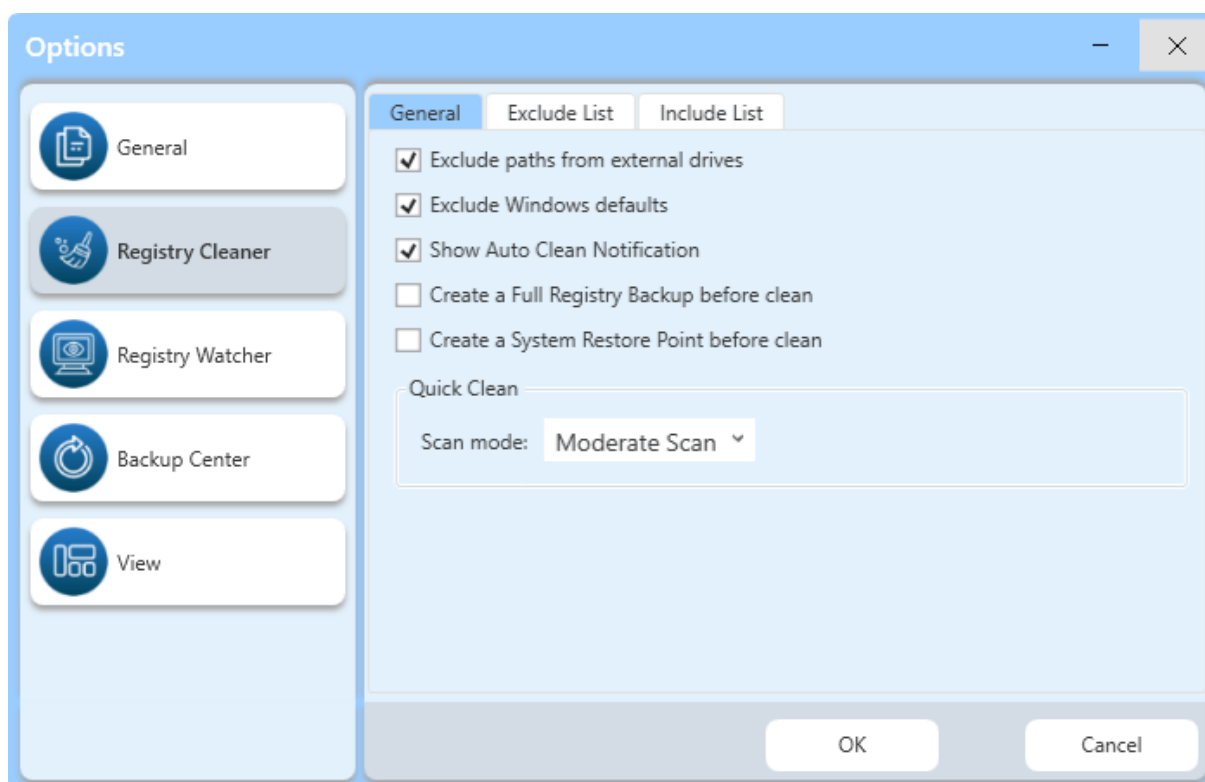 Options
General
Registry Cleaner
Registry Watcher
Backup Center
View
General
Exclude List
Include List
Exclude paths from external drives
Exclude Windows defaults
Show Auto Clean Notification
Create a Full Registry Backup before clean
Create a System Restore Point before clean
Quick Clean
Scan mode: Moderate Scan
OK
Cancel